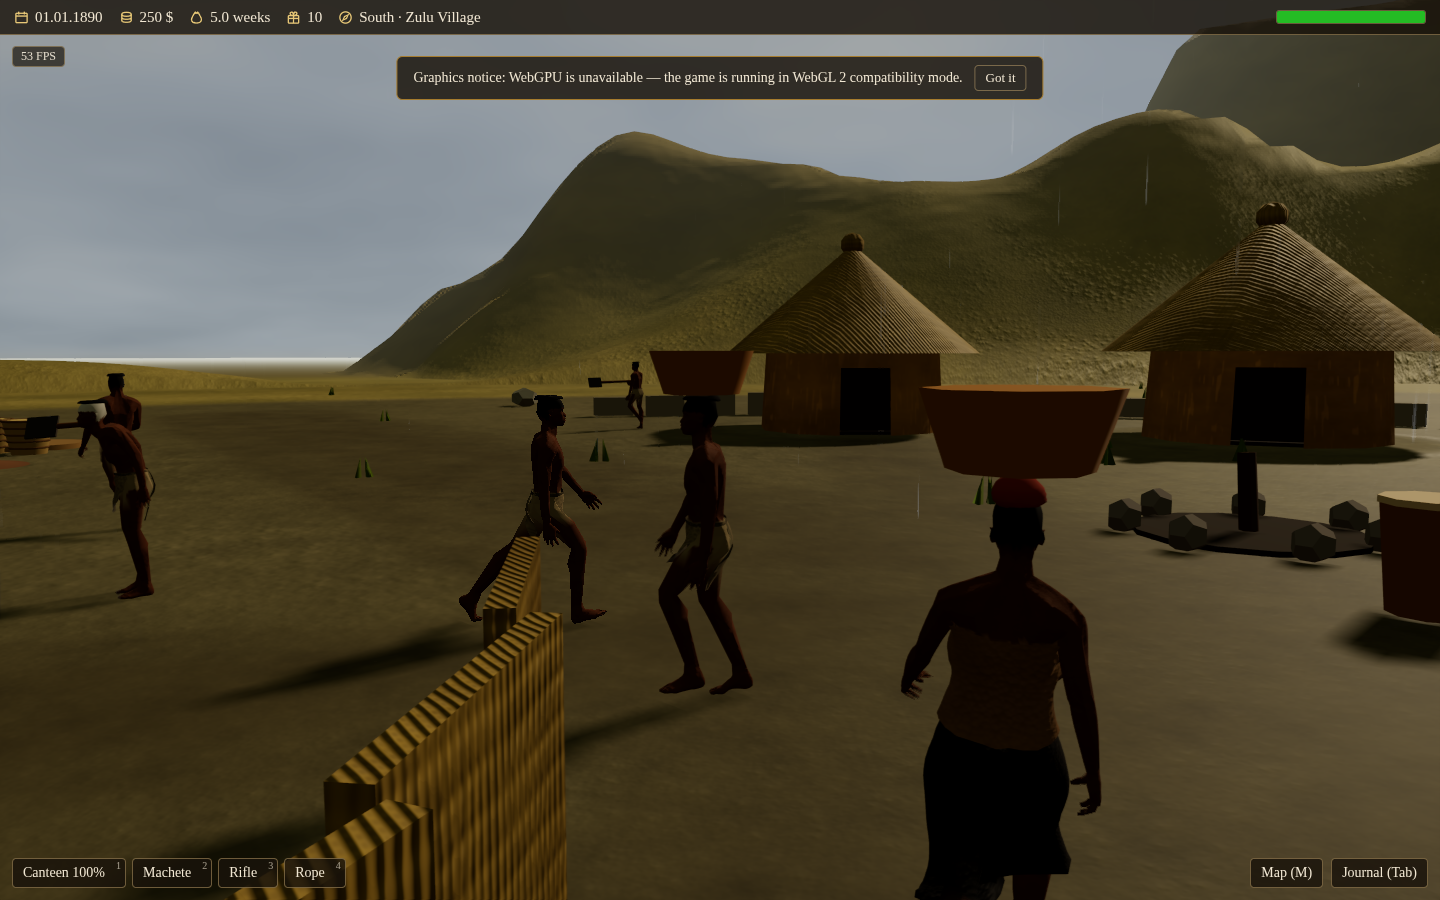 01.01.1890 250 $ 5.0 weeks 10 South · Zulu Village
53 FPS
Graphics notice: WebGPU is unavailable — the game is running in WebGL 2 compatibility mode. Got it
Canteen 100% 1 Machete 2 Rifle 3 Rope 4 Map (M) Journal (Tab)